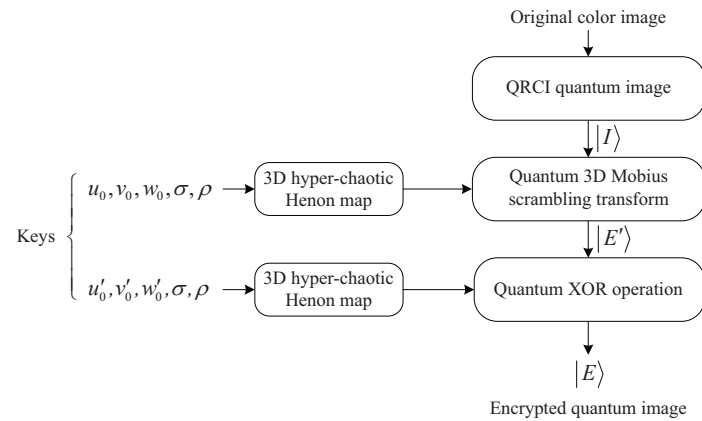 Original color image
QRCI quantum image
|I⟩
Keys
u₀,v₀,w₀,σ,ρ
3D hyper-chaotic
Henon map
Quantum 3D Mobius
scrambling transform
|E′⟩
u′₀,v′₀,w′₀,σ,ρ
3D hyper-chaotic
Henon map
Quantum XOR operation
|E⟩
Encrypted quantum image